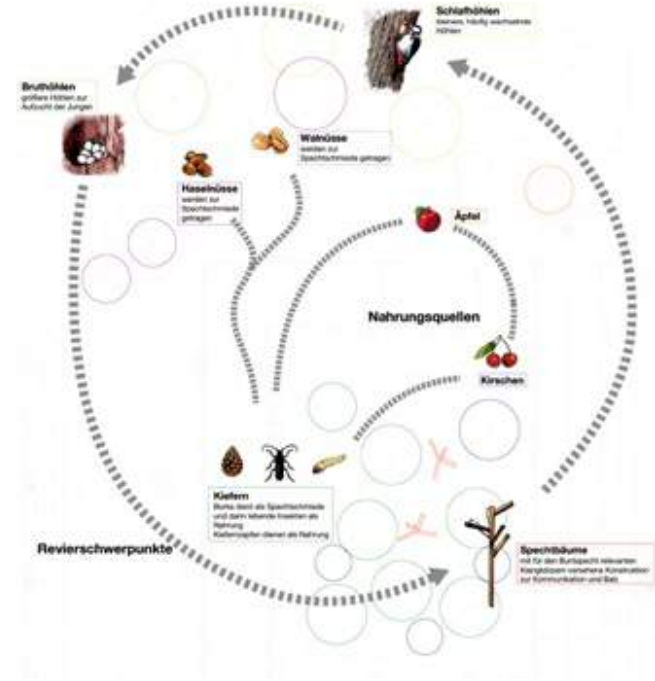 Schlafhöhlen
kleinere, häufig wechselnde
Höhlen
Bruthöhlen
größere Höhlen zur
Aufzucht der Jungen
Walnüsse
werden zur
Spechtschmiede getragen
Haselnüsse
werden zur
Spechtschmiede
getragen
Äpfel
Nahrungsquellen
Kirschen
Kiefern
Borke dient als Spechtschmiede
und darin lebende Insekten als
Nahrung
Kiefernzapfen dienen als Nahrung
Revierschwerpunkte
Spechtbäume
mit für den Buntspecht relevanten
Klanghölzern versehene Konstruktion
zur Kommunikation und Balz